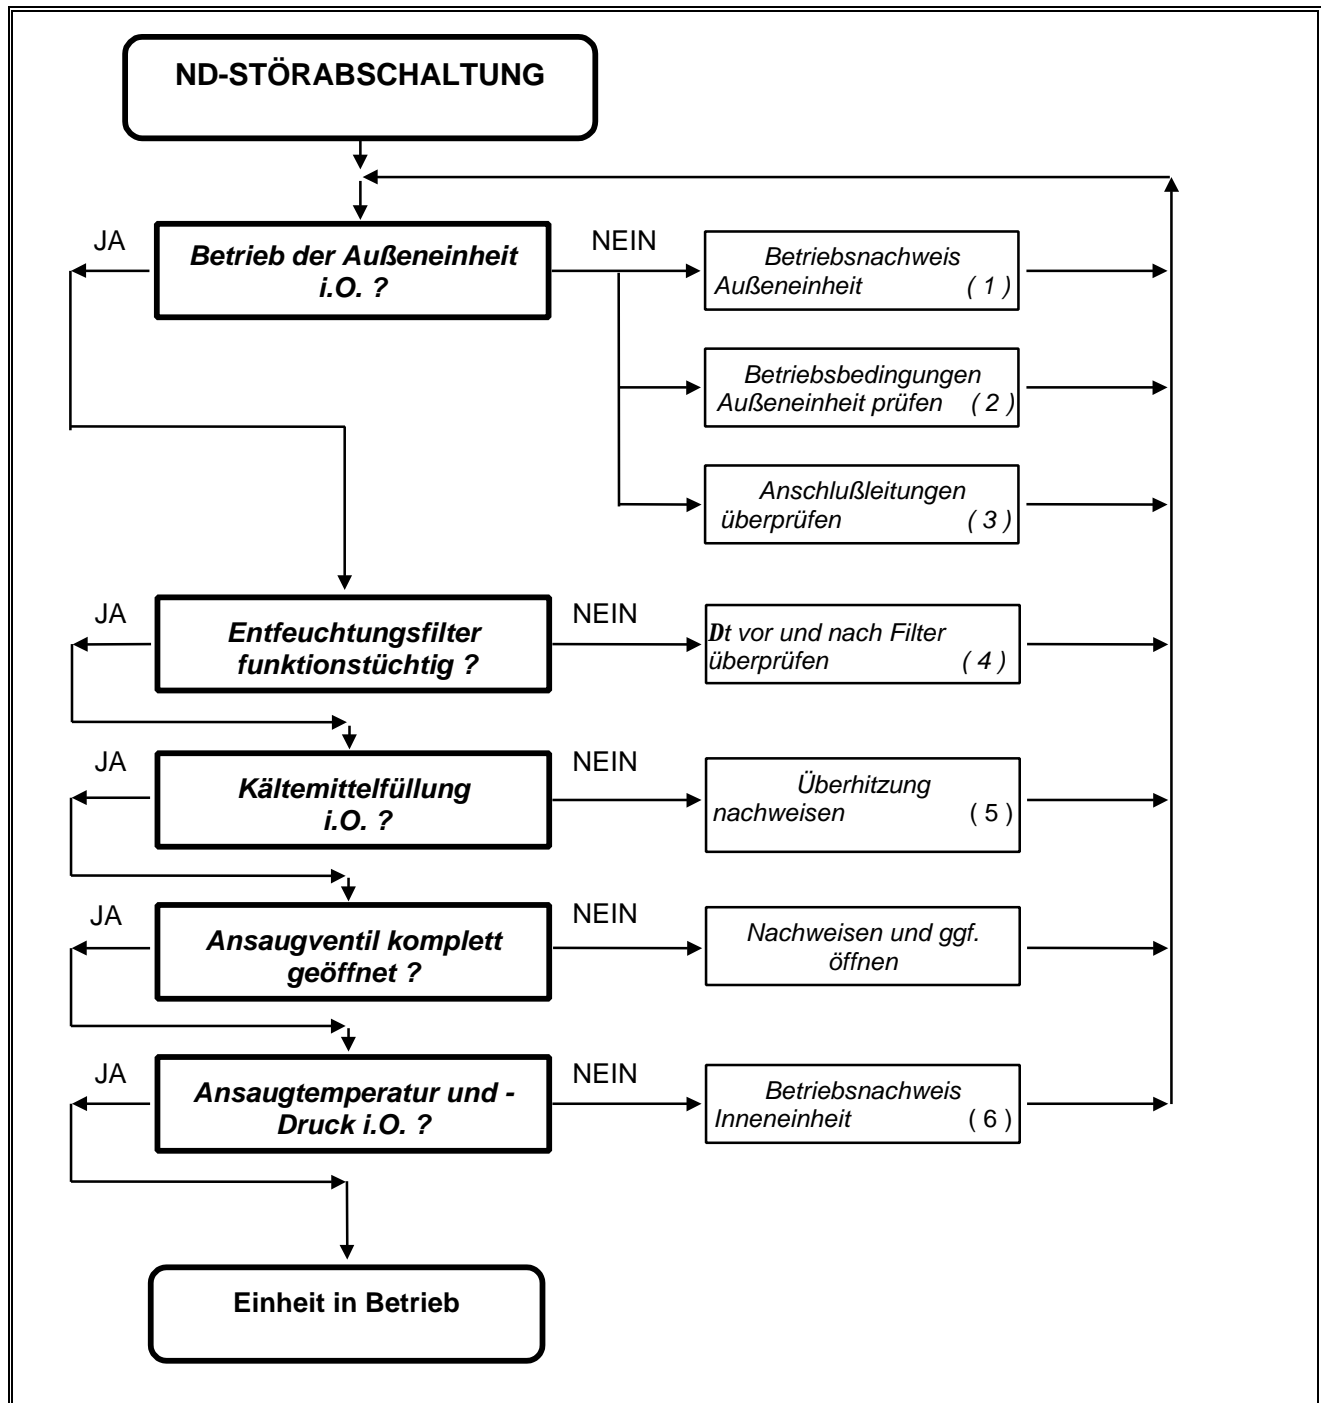 ND-STÖRABSCHALTUNG
JA
Betrieb der Außeneinheit
i.O. ?
NEIN
Betriebsnachweis
Außeneinheit ( 1 )
Betriebsbedingungen
Außeneinheit prüfen ( 2 )
Anschlußleitungen
überprüfen ( 3 )
JA
Entfeuchtungsfilter
funktionstüchtig ?
NEIN
Dt vor und nach Filter
überprüfen ( 4 )
JA
Kältemittelfüllung
i.O. ?
NEIN
Überhitzung
nachweisen ( 5 )
JA
Ansaugventil komplett
geöffnet ?
NEIN
Nachweisen und ggf.
öffnen
JA
Ansaugtemperatur und -
Druck i.O. ?
NEIN
Betriebsnachweis
Inneneinheit ( 6 )
Einheit in Betrieb